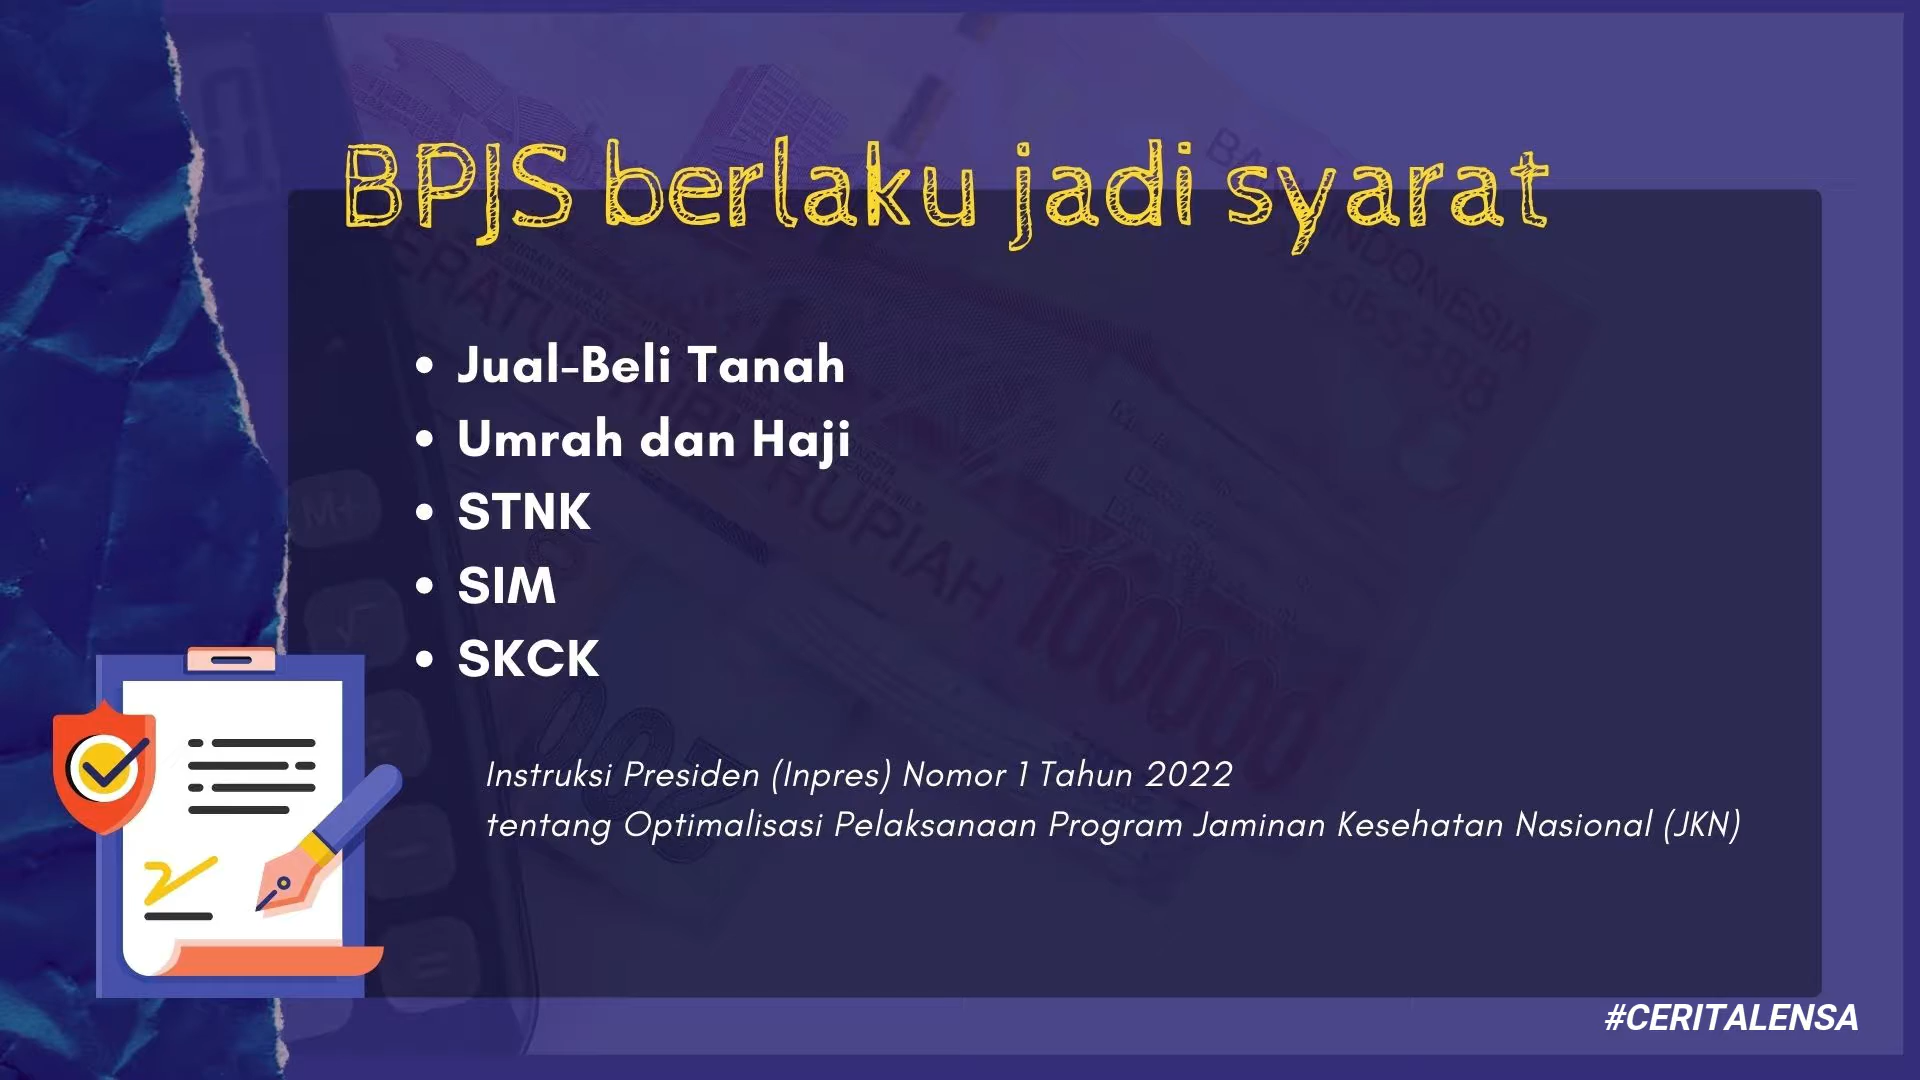 BPJS berlaku jadi syarat
• Jual-Beli Tanah
• Umrah dan Haji
• STNK
• SIM
• SKCK
Instruksi Presiden (Inpres) Nomor 1 Tahun 2022
tentang Optimalisasi Pelaksanaan Program Jaminan Kesehatan Nasional (JKN)
#CERITALENSA